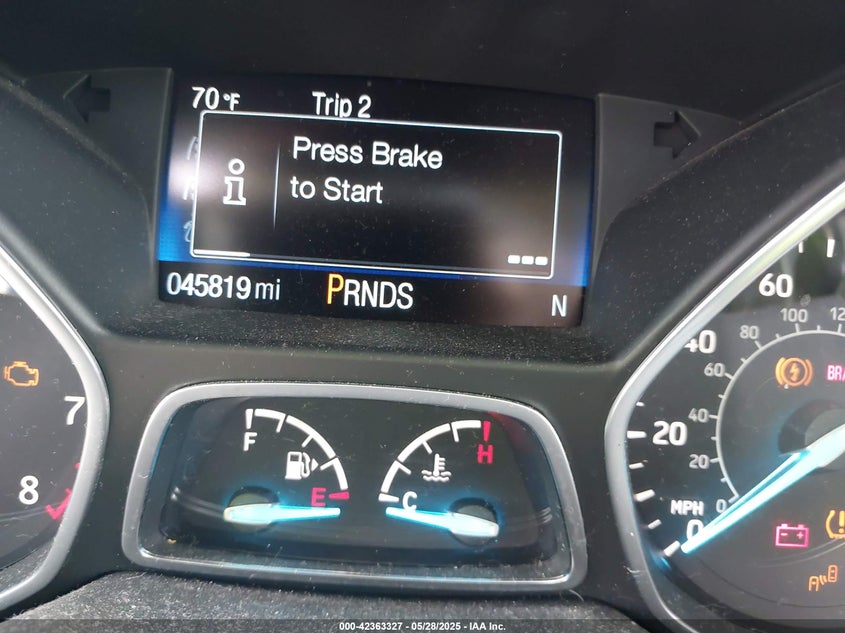 70°F Trip 2
Press Brake
to Start
045819 mi PRNDS N
60
40
80 100
60
7
F
H
40
20
8
E
C
20
MPH 0
0
000-42363327 • 05/28/2025 • IAA Inc.